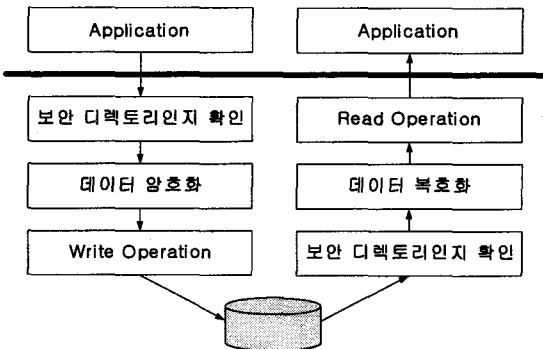 Application
보안 디렉토리인지 확인
데이터 암호화
Write Operation
Application
Read Operation
데이터 복호화
보안 디렉토리인지 확인